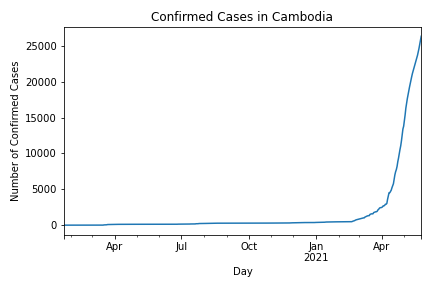 Confirmed Cases in Cambodia
Number of Confirmed Cases
25000
20000
15000
10000
5000
0
Apr
Jul
Oct
Jan
2021
Apr
Day